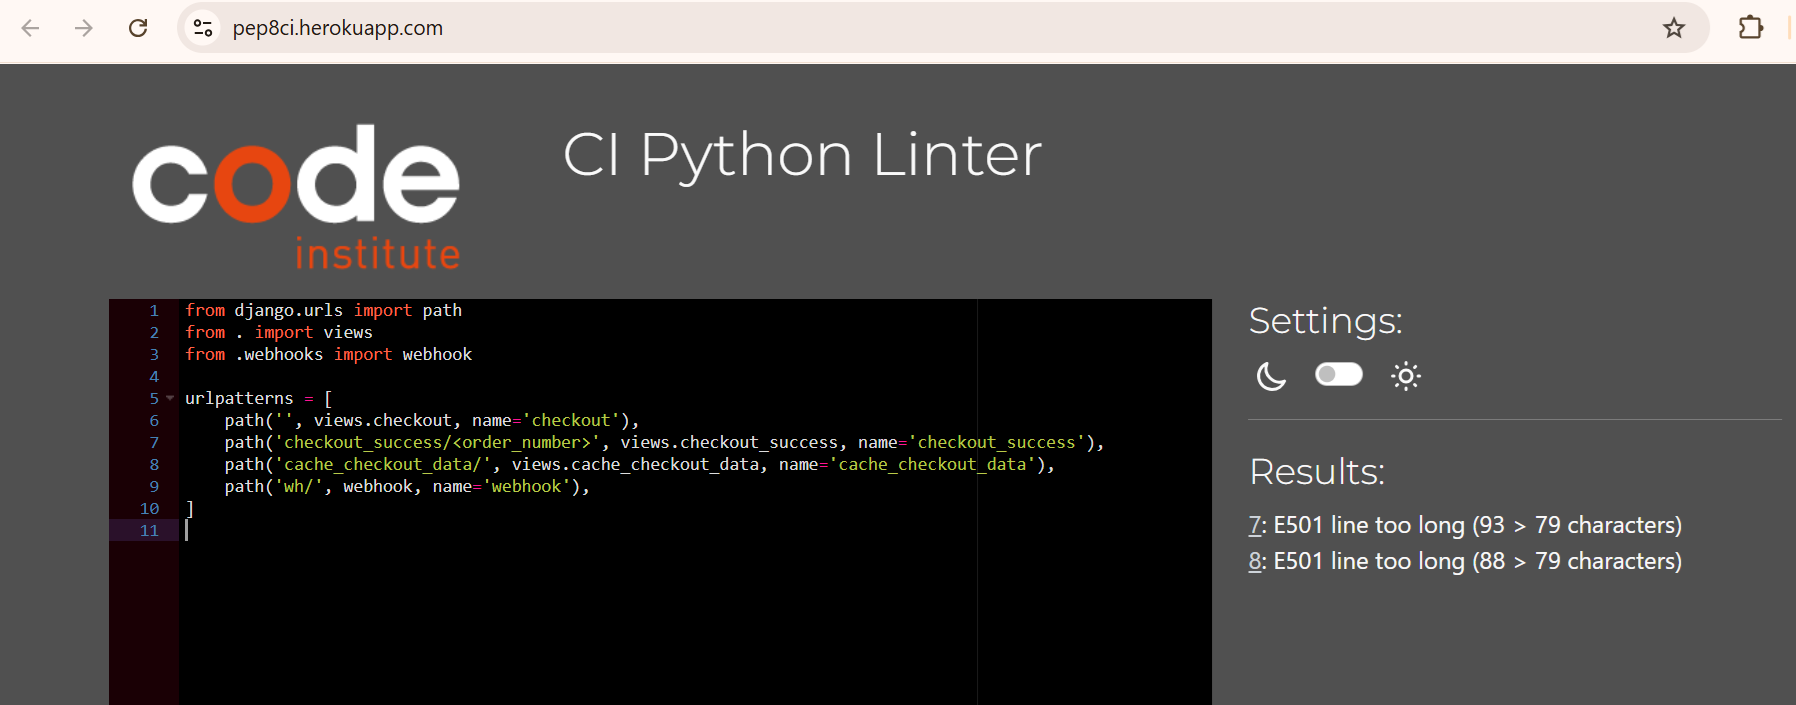 pep8ci.herokuapp.com
code
institute
CI Python Linter
1 from django.urls import path
2 from . import views
3 from .webhooks import webhook
4
5 urlpatterns = [
6     path('', views.checkout, name='checkout'),
7     path('checkout_success/<order_number>', views.checkout_success, name='checkout_success'),
8     path('cache_checkout_data/', views.cache_checkout_data, name='cache_checkout_data'),
9     path('wh/', webhook, name='webhook'),
10 ]
11
Settings:
Results:
7: E501 line too long (93 > 79 characters)
8: E501 line too long (88 > 79 characters)